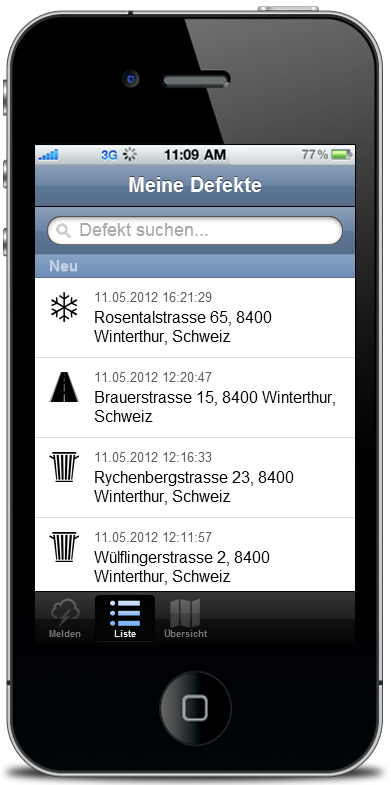 3G 11:09 AM 77%
Meine Defekte
Defekt suchen...
Neu
11.05.2012 16:21:29
Rosentalstrasse 65, 8400
Winterthur, Schweiz
11.05.2012 12:20:47
Brauerstrasse 15, 8400 Winterthur,
Schweiz
11.05.2012 12:16:33
Rychenbergstrasse 23, 8400
Winterthur, Schweiz
11.05.2012 12:11:57
Wülflingerstrasse 2, 8400
Winterthur, Schweiz
Melden Liste Übersicht